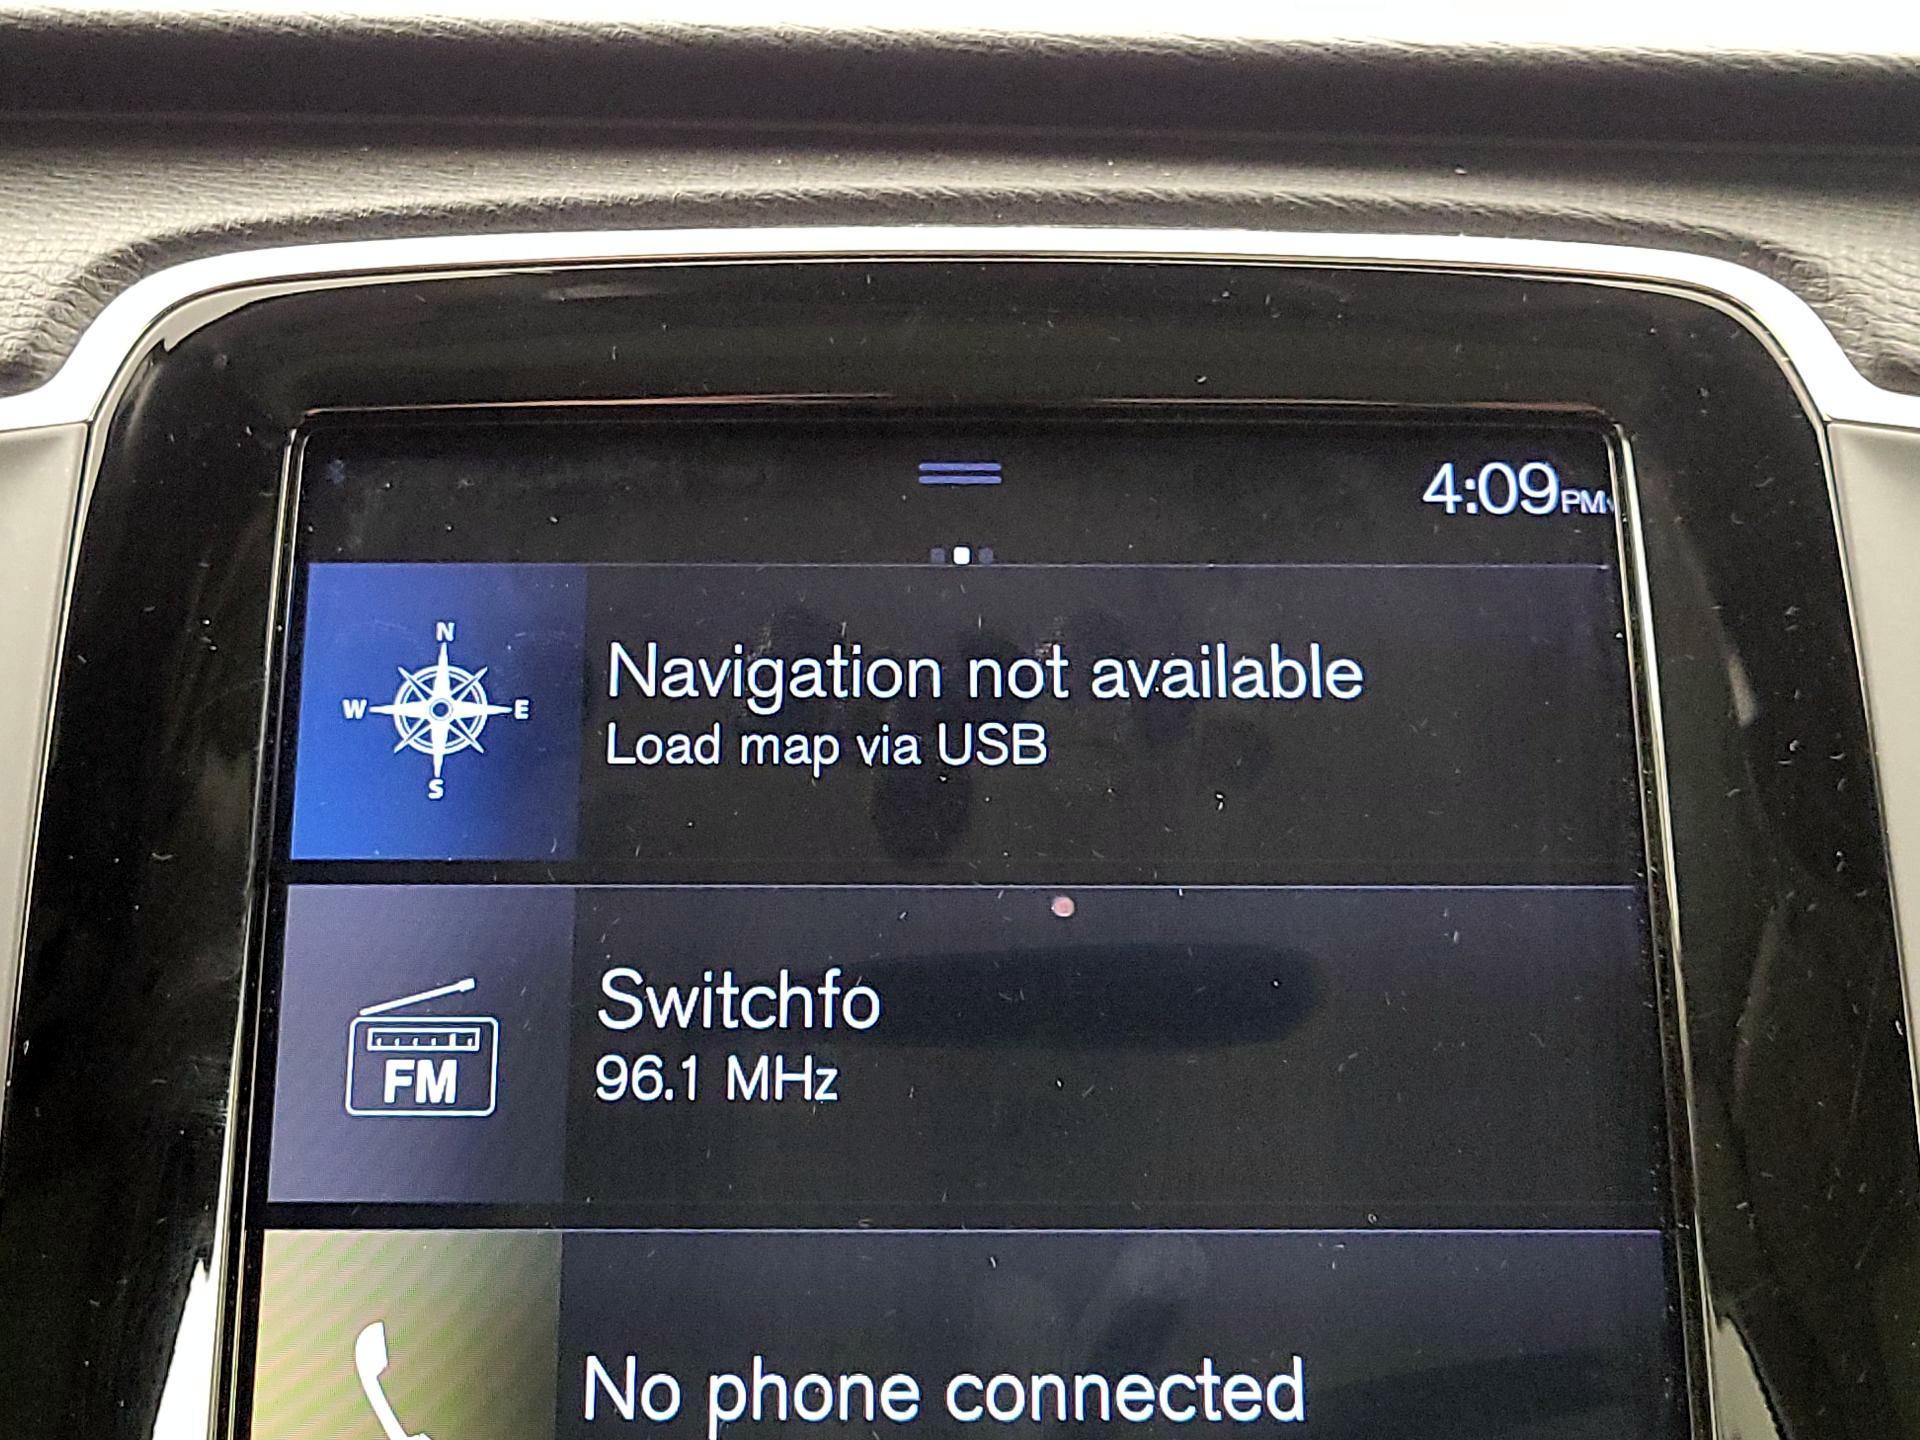 4:09PM
N
W E
S
Navigation not available
Load map via USB
FM
Switchfo
96.1 MHz
No phone connected